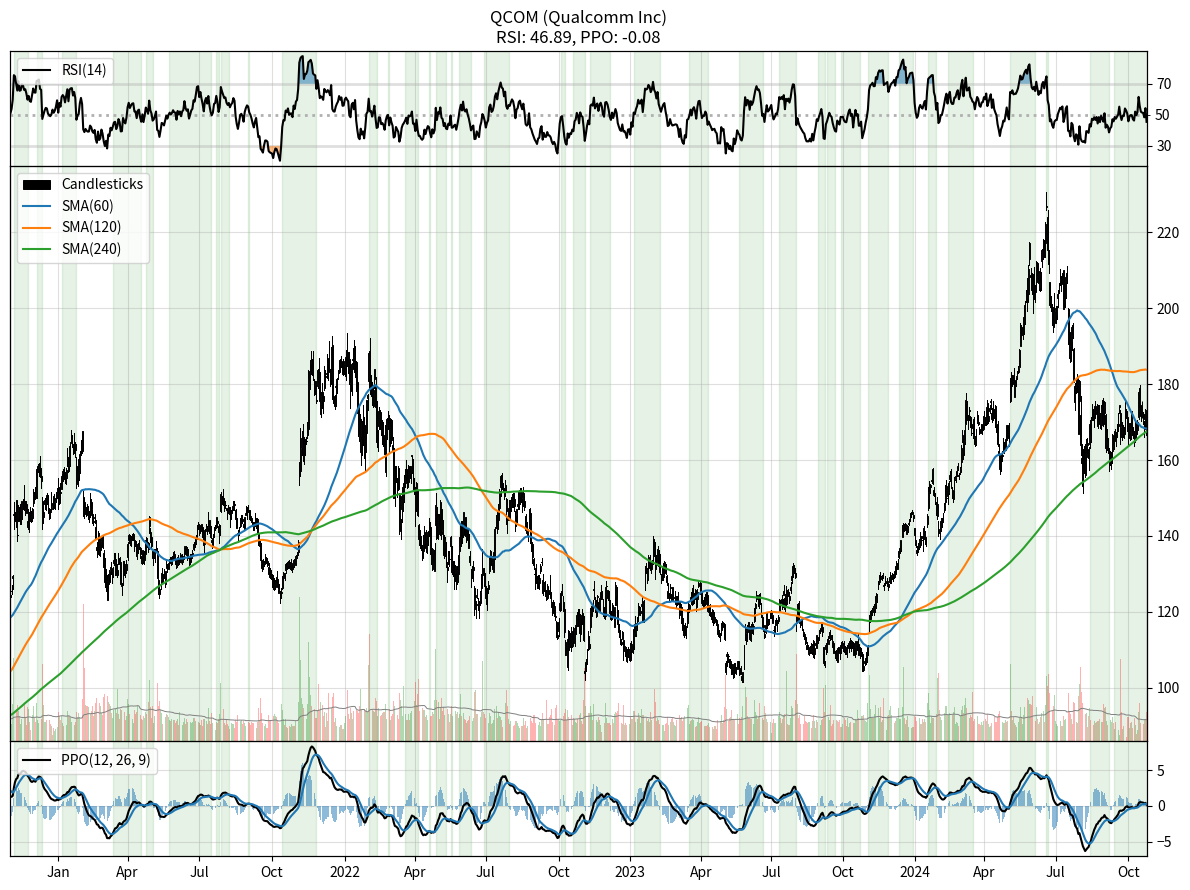 QCOM (Qualcomm Inc)
RSI: 46.89, PPO: -0.08
RSI(14)
70
50
30
Candlesticks
SMA(60)
SMA(120)
SMA(240)
220
200
180
160
140
120
100
PPO(12, 26, 9)
5
0
−5
Jan Apr Jul Oct 2022 Apr Jul Oct 2023 Apr Jul Oct 2024 Apr Jul Oct